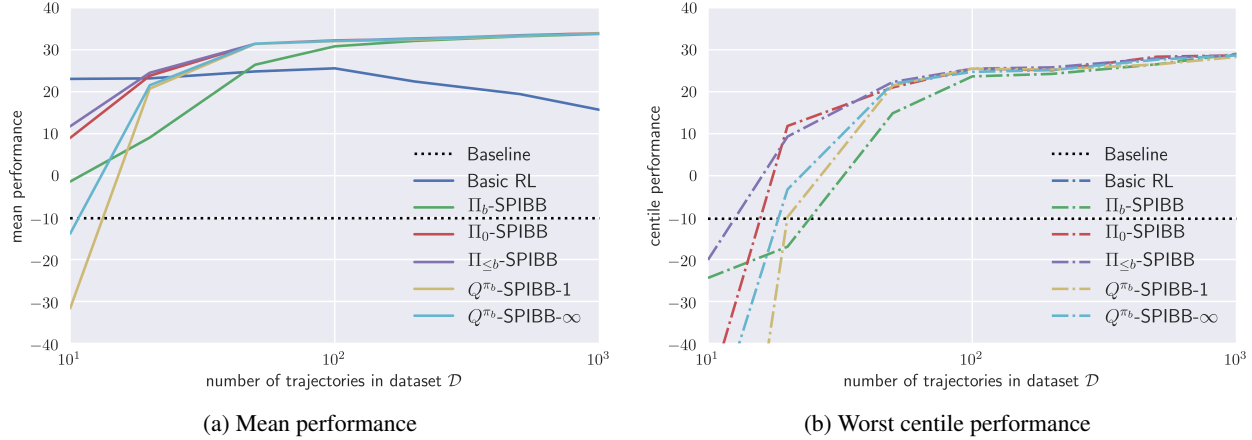 40
30
20
10
0
−10
−20
−30
−40
mean performance
Baseline
Basic RL
Π_b-SPIBB
Π_0-SPIBB
Π_{≤b}-SPIBB
Q^{π_b}-SPIBB-1
Q^{π_b}-SPIBB-∞
10^1
10^2
10^3
number of trajectories in dataset 𝒟
(a) Mean performance
40
30
20
10
0
−10
−20
−30
−40
centile performance
Baseline
Basic RL
Π_b-SPIBB
Π_0-SPIBB
Π_{≤b}-SPIBB
Q^{π_b}-SPIBB-1
Q^{π_b}-SPIBB-∞
10^1
10^2
10^3
number of trajectories in dataset 𝒟
(b) Worst centile performance